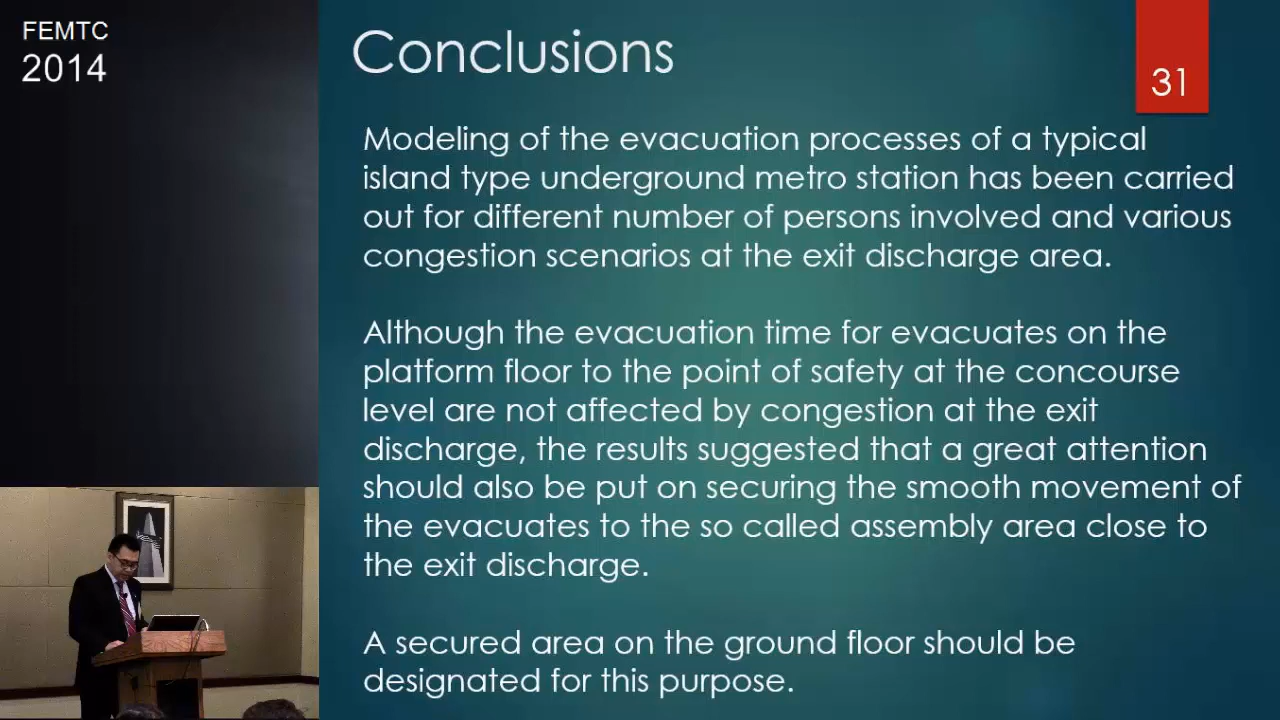 FEMTC
2014
Conclusions
31
Modeling of the evacuation processes of a typical
island type underground metro station has been carried
out for different number of persons involved and various
congestion scenarios at the exit discharge area.
Although the evacuation time for evacuates on the
platform floor to the point of safety at the concourse
level are not affected by congestion at the exit
discharge, the results suggested that a great attention
should also be put on securing the smooth movement of
the evacuates to the so called assembly area close to
the exit discharge.
A secured area on the ground floor should be
designated for this purpose.